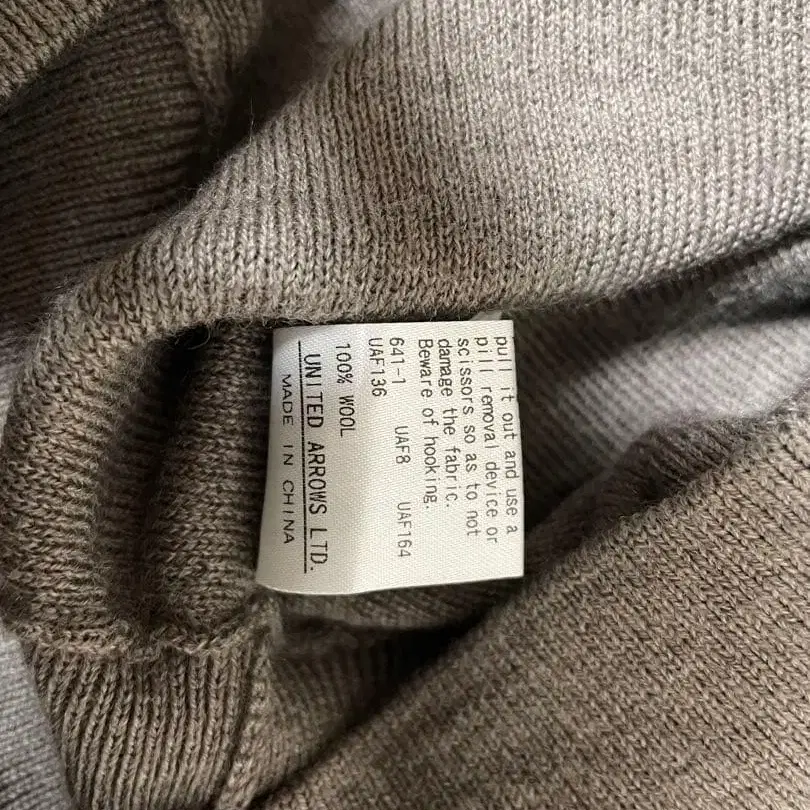 pull it out and use a
pill removal device or
scissors so as to not
damage the fabric.
Beware of hooking.
641-1 UAF8 UAF164
UAF136
100% WOOL
UNITED ARROWS LTD.
MADE IN CHINA